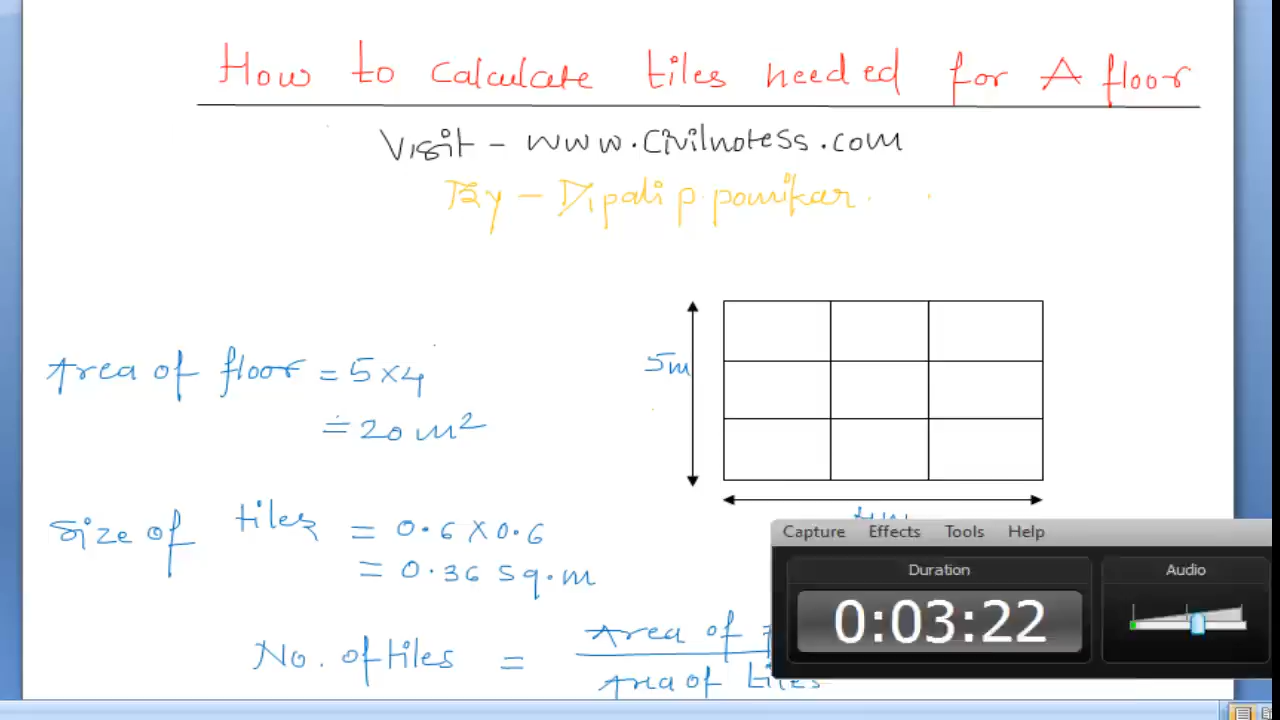 How to calculate tiles needed for A floor
Visit - www.Civilnotess.com
By - Dipali p. pounikar.
Area of floor = 5 x 4
= 20 m²
5m
Size of tiles = 0.6 x 0.6
= 0.36 sq.m
No. of tiles = Area of
Area of tiles
Capture Effects Tools Help
Duration
Audio
0:03:22